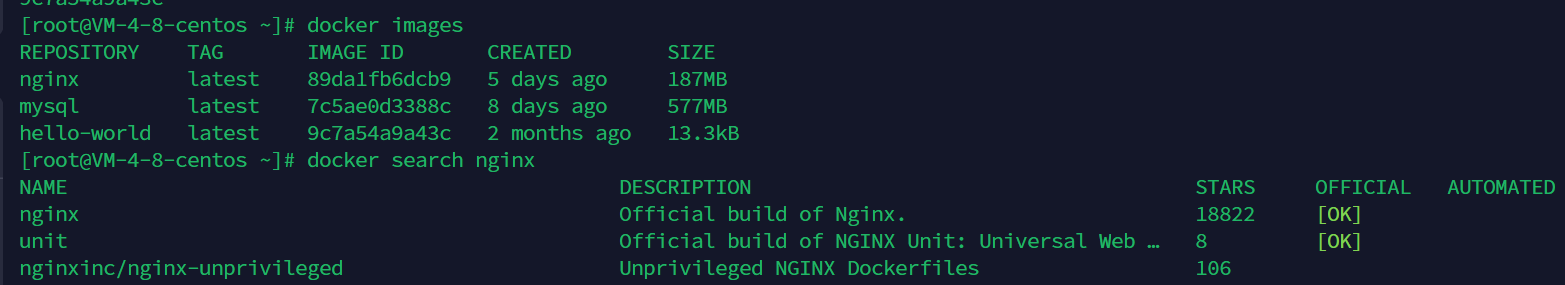 9c7a54a9a43c
[root@VM-4-8-centos ~]# docker images
REPOSITORY    TAG       IMAGE ID       CREATED        SIZE
nginx         latest    89da1fb6dcb9   5 days ago     187MB
mysql         latest    7c5ae0d3388c   8 days ago     577MB
hello-world   latest    9c7a54a9a43c   2 months ago   13.3kB
[root@VM-4-8-centos ~]# docker search nginx
NAME                                              DESCRIPTION                                     STARS     OFFICIAL   AUTOMATED
nginx                                             Official build of Nginx.                        18822     [OK]
unit                                              Official build of NGINX Unit: Universal Web …   8         [OK]
nginxinc/nginx-unprivileged                       Unprivileged NGINX Dockerfiles                  106